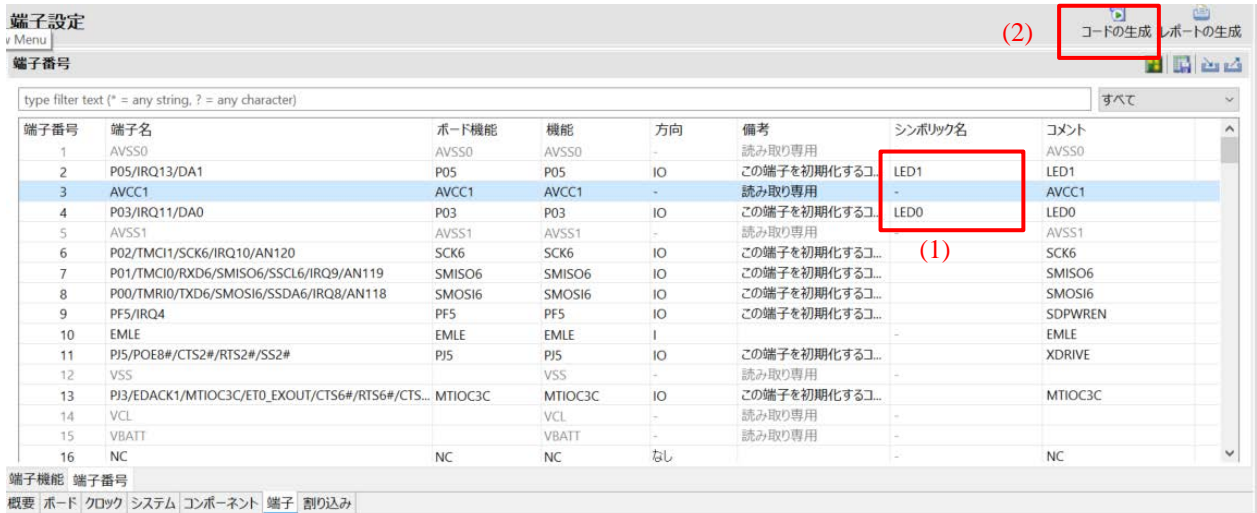 端子設定
(2)
コードの生成 レポートの生成
w Menu
端子番号
type filter text (* = any string, ? = any character) すべて
端子番号 端子名 ボード機能 機能 方向 備考 シンボリック名 コメント
1 AVSS0 AVSS0 AVSS0 - 読み取り専用 - AVSS0
2 P05/IRQ13/DA1 P05 P05 IO この端子を初期化するコ... LED1 LED1
3 AVCC1 AVCC1 AVCC1 - 読み取り専用 - AVCC1
4 P03/IRQ11/DA0 P03 P03 IO この端子を初期化するコ... LED0 LED0
5 AVSS1 AVSS1 AVSS1 - 読み取り専用 - AVSS1
(1)
6 P02/TMCI1/SCK6/IRQ10/AN120 SCK6 SCK6 IO この端子を初期化するコ... SCK6
7 P01/TMCI0/RXD6/SMISO6/SSCL6/IRQ9/AN119 SMISO6 SMISO6 IO この端子を初期化するコ... SMISO6
8 P00/TMRI0/TXD6/SMOSI6/SSDA6/IRQ8/AN118 SMOSI6 SMOSI6 IO この端子を初期化するコ... SMOSI6
9 PF5/IRQ4 PF5 PF5 IO この端子を初期化するコ... SDPWREN
10 EMLE EMLE EMLE I - EMLE
11 PJ5/POE8#/CTS2#/RTS2#/SS2# PJ5 PJ5 IO この端子を初期化するコ... XDRIVE
12 VSS VSS - 読み取り専用 -
13 PJ3/EDACK1/MTIOC3C/ET0_EXOUT/CTS6#/RTS6#/CTS... MTIOC3C MTIOC3C IO この端子を初期化するコ... MTIOC3C
14 VCL VCL - 読み取り専用 -
15 VBATT VBATT - 読み取り専用 -
16 NC NC NC なし - NC
端子機能 端子番号
概要 ボード クロック システム コンポーネント 端子 割り込み